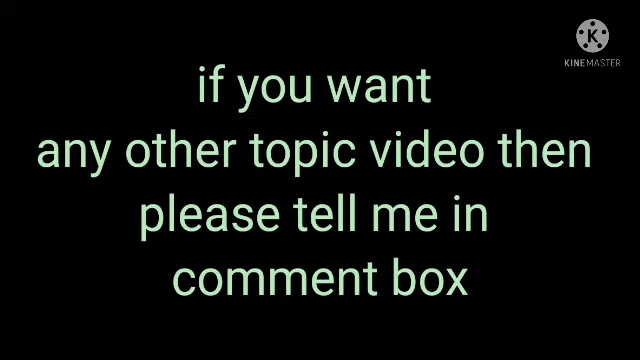 K
KINEMASTER
if you want
any other topic video then
please tell me in
comment box